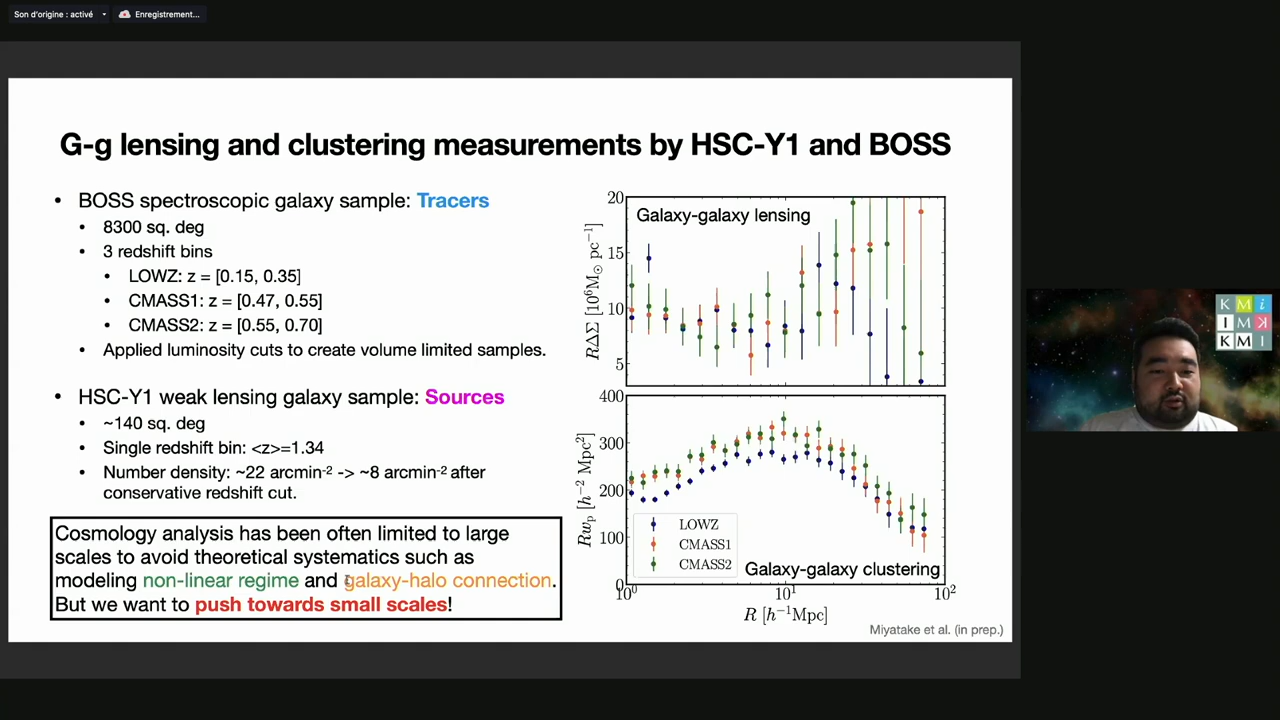 Son d'origine : activé
Enregistrement...
G-g lensing and clustering measurements by HSC-Y1 and BOSS
• BOSS spectroscopic galaxy sample: Tracers
• 8300 sq. deg
• 3 redshift bins
• LOWZ: z = [0.15, 0.35]
• CMASS1: z = [0.47, 0.55]
• CMASS2: z = [0.55, 0.70]
• Applied luminosity cuts to create volume limited samples.
• HSC-Y1 weak lensing galaxy sample: Sources
• ~140 sq. deg
• Single redshift bin: <z>=1.34
• Number density: ~22 arcmin⁻² -> ~8 arcmin⁻² after
conservative redshift cut.
Cosmology analysis has been often limited to large
scales to avoid theoretical systematics such as
modeling non-linear regime and galaxy-halo connection.
But we want to push towards small scales!
Galaxy-galaxy lensing
20
15
10
5
RΔΣ [10⁶M☉ pc⁻¹]
400
300
200
100
0
Rwₚ [h⁻² Mpc²]
LOWZ
CMASS1
CMASS2
Galaxy-galaxy clustering
10⁰
10¹
10²
R [h⁻¹Mpc]
Miyatake et al. (in prep.)
K M i
I M K
K M I